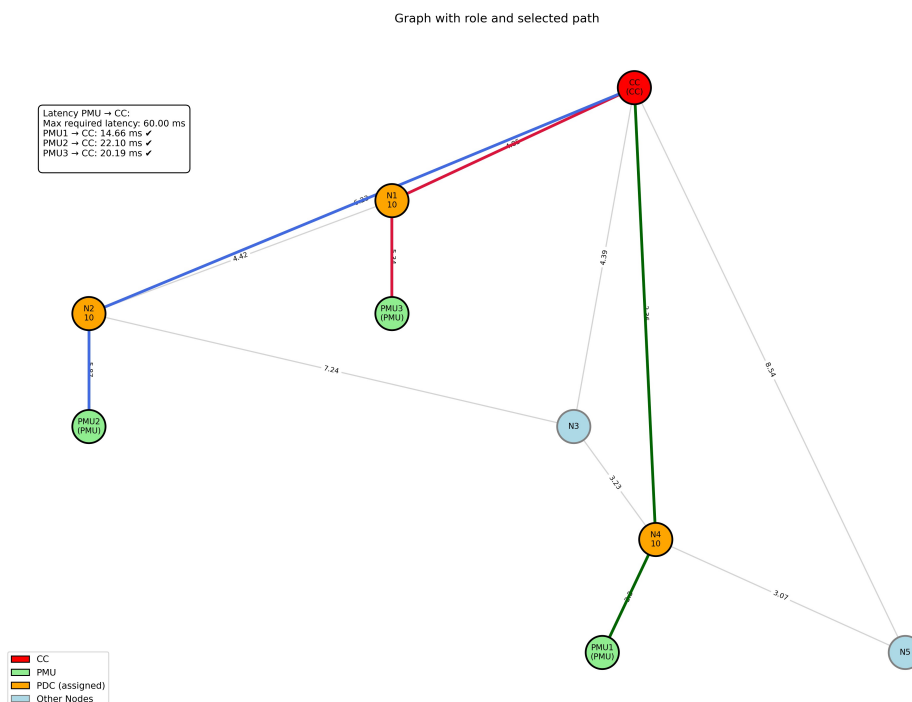 Graph with role and selected path
CC
(CC)
Latency PMU → CC:
Max required latency: 60.00 ms
PMU1 → CC: 14.66 ms ✔
PMU2 → CC: 22.10 ms ✔
PMU3 → CC: 20.19 ms ✔
N1
10
4.42
4.39
N2
10
PMU3
(PMU)
7.24
8.54
PMU2
(PMU)
N3
3.23
N4
10
3.07
PMU1
(PMU)
N5
CC
PMU
PDC (assigned)
Other Nodes